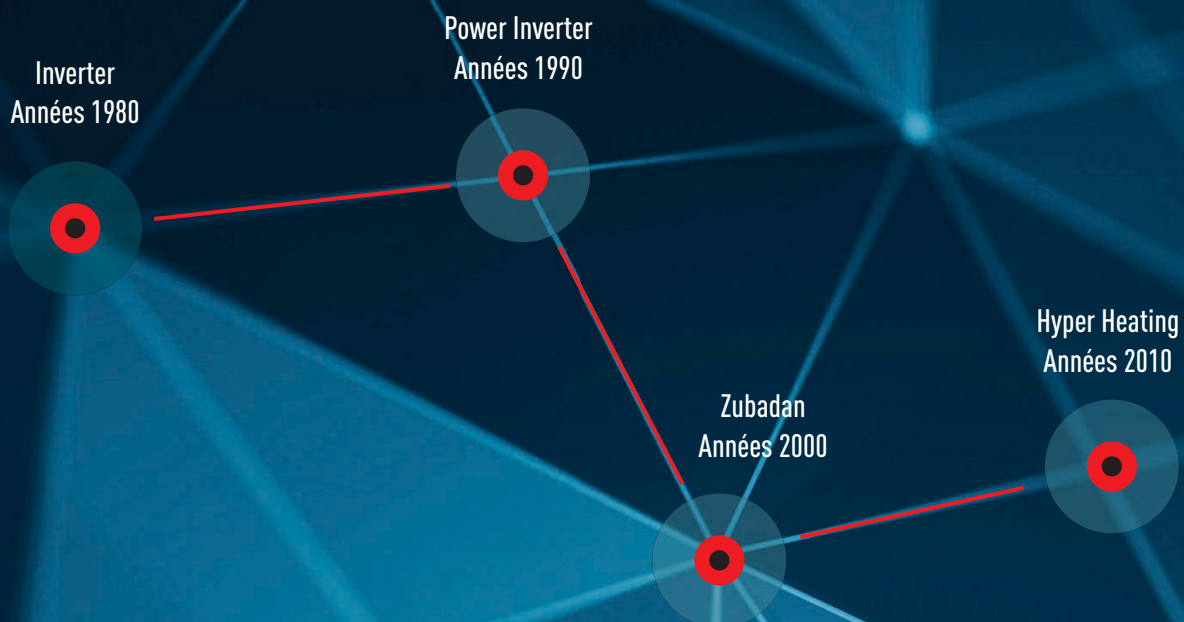 Inverter
Années 1980
Power Inverter
Années 1990
Zubadan
Années 2000
Hyper Heating
Années 2010